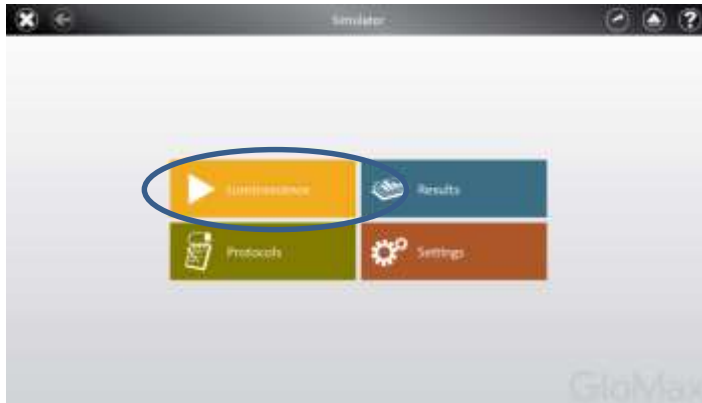 Simulator
?
Luminescence
Results
Protocols
Settings
GloMax